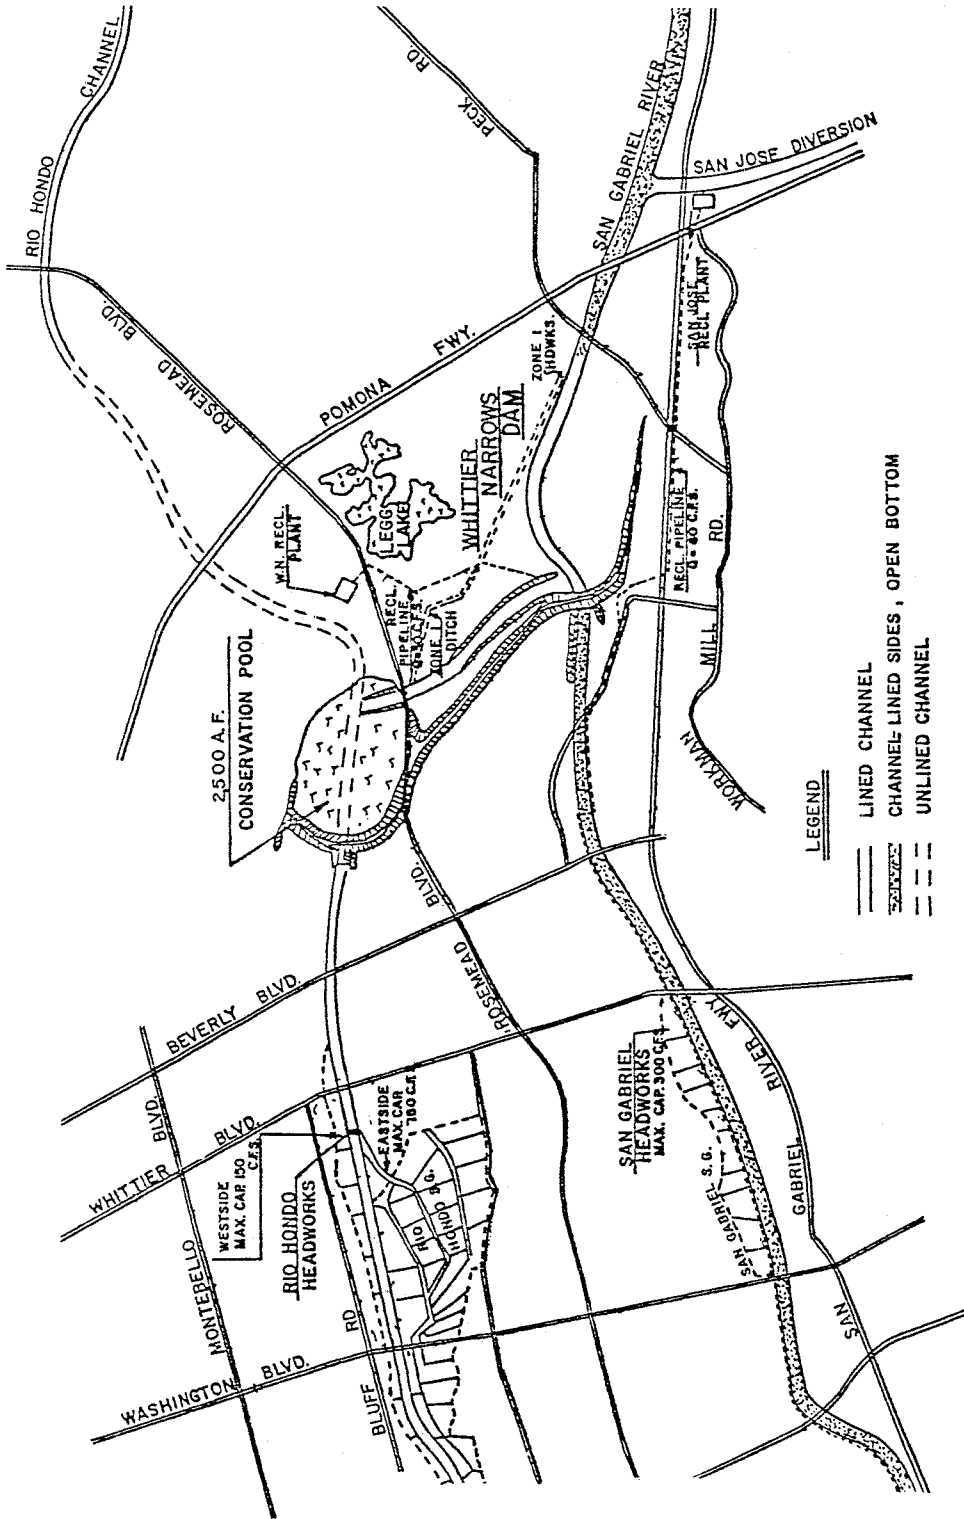 RIO HONDO
CHANNEL
PECK
RD.
SAN GABRIEL RIVER
SAN JOSE DIVERSION
ROSEMEAD
BLVD.
POMONA
FWY.
ZONE 1
HDWKS.
SAN JOSE
RECL. PLANT
WHITTIER
NARROWS
DAM
LEGG
LAKE
W.N. RECL.
PLANT
RECL.
PIPELINE
ZONE 1
DITCH
RECL. PIPELINE
Q = 60 C.F.S.
WORKMAN
MILL
RD.
2,500 A.F.
CONSERVATION POOL
BEVERLY
BLVD.
ROSEMEAD
BLVD.
WHITTIER
BLVD.
MONTEBELLO
BLVD.
WASHINGTON
BLVD.
WESTSIDE
MAX. CAP. 150
C.F.S.
RIO HONDO
HEADWORKS
EASTSIDE
MAX. CAP.
C.F.S.
RIO
HONDO S.G.
BLUFF
RD
SAN GABRIEL
HEADWORKS
MAX. CAP. 300 C.F.S.
SAN GABRIEL S.G.
SAN
GABRIEL
RIVER
FWY
LEGEND
LINED CHANNEL
CHANNEL-LINED SIDES, OPEN BOTTOM
UNLINED CHANNEL